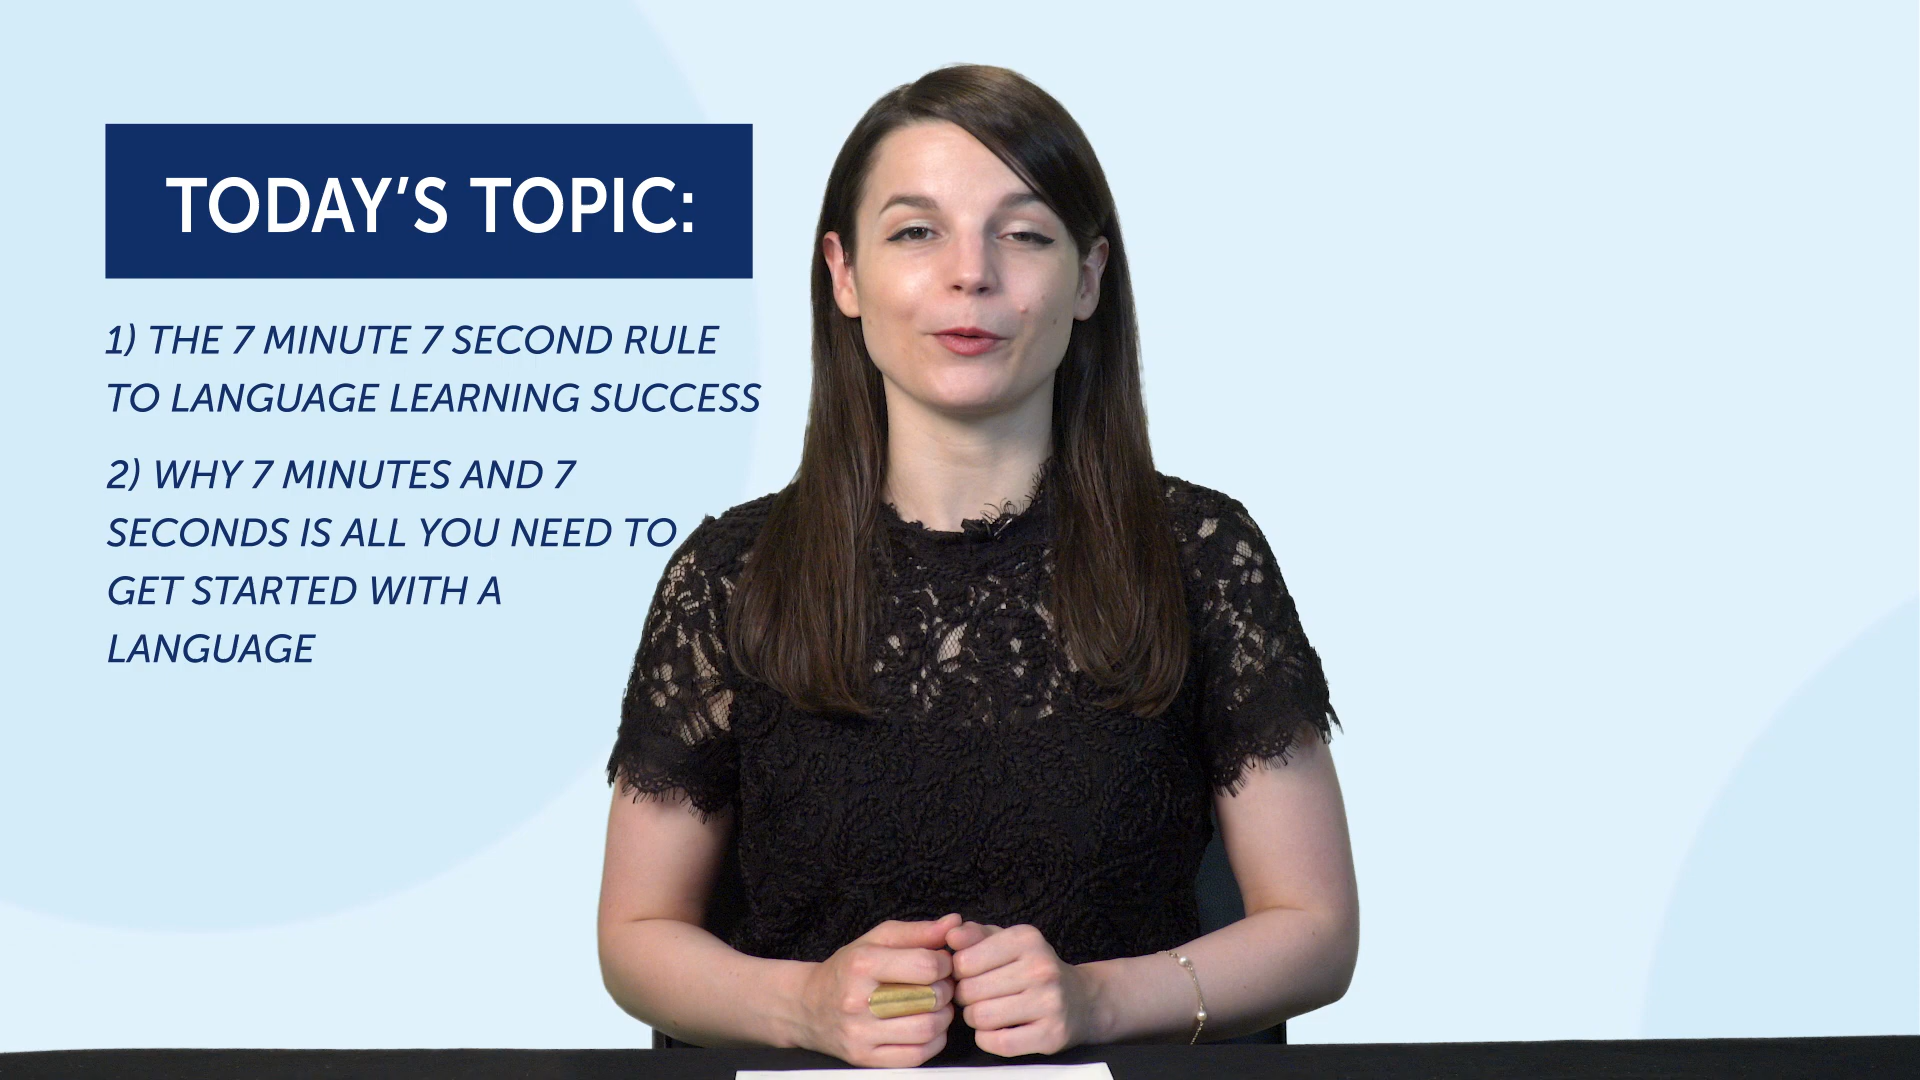 TODAY'S TOPIC:
1) THE 7 MINUTE 7 SECOND RULE
TO LANGUAGE LEARNING SUCCESS
2) WHY 7 MINUTES AND 7
SECONDS IS ALL YOU NEED TO
GET STARTED WITH A
LANGUAGE